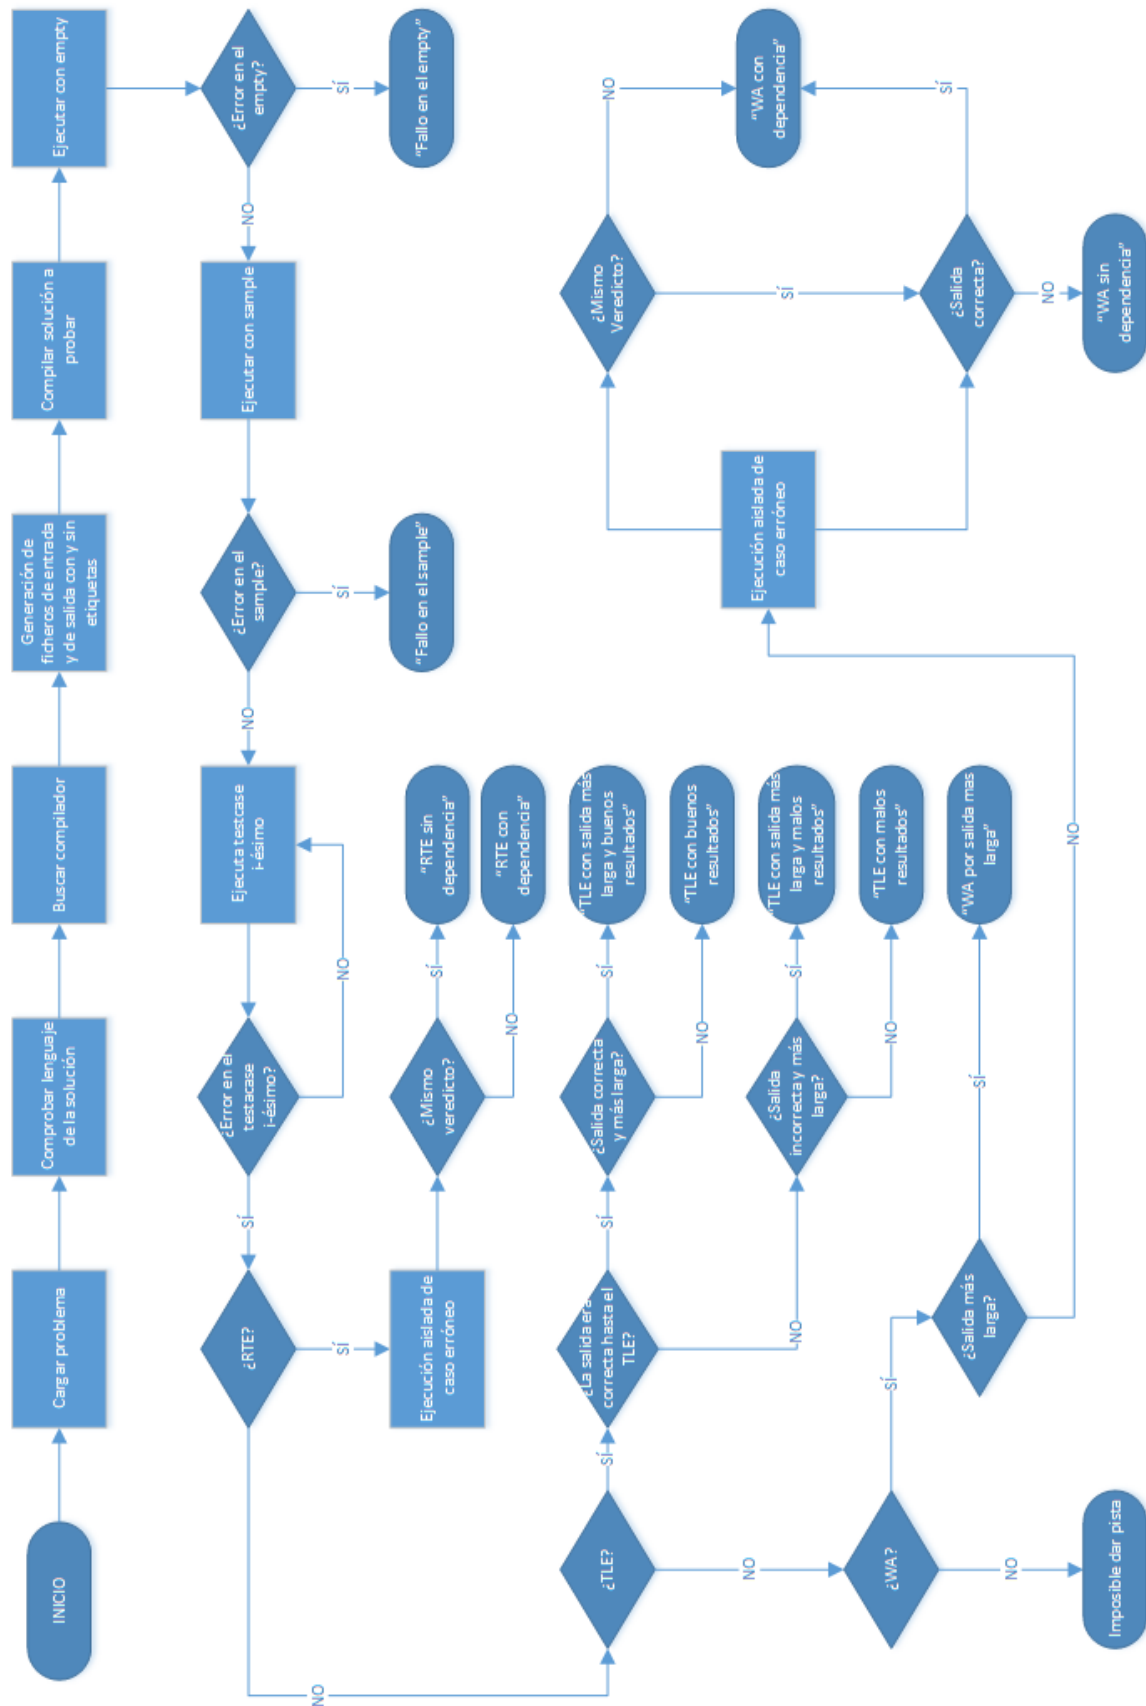 INICIO
Cargar problema
Comprobar lenguaje
de la solución
Buscar compilador
Generación de
ficheros de entrada
y de salida con y sin
etiquetas
Compilar solución a
probar
Ejecutar con empty
¿Error en el
empty?
SÍ
“Fallo en el empty”
NO
Ejecutar con sample
¿Error en el
sample?
SÍ
“Fallo en el sample”
NO
Ejecuta testcase
i-ésimo
¿Error en el
testacase
i-ésimo?
NO
SÍ
¿RTE?
SÍ
Ejecución aislada de
caso erróneo
¿Mismo
veredicto?
SÍ
“RTE sin
dependencia”
NO
“RTE con
dependencia”
NO
¿TLE?
SÍ
¿La salida era
correcta hasta el
TLE?
SÍ
¿Salida correcta
y más larga?
SÍ
“TLE con salida más
larga y buenos
resultados”
NO
“TLE con buenos
resultados”
NO
¿Salida
incorrecta y más
larga?
SÍ
“TLE con salida más
larga y malos
resultados”
NO
“TLE con malos
resultados”
NO
¿WA?
SÍ
¿Salida más
larga?
SÍ
“WA por salida mas
larga”
NO
NO
Imposible dar pista
Ejecución aislada de
caso erróneo
¿Mismo
Veredicto?
NO
“WA con
dependencia”
SÍ
¿Salida
correcta?
SÍ
NO
“WA sin
dependencia”